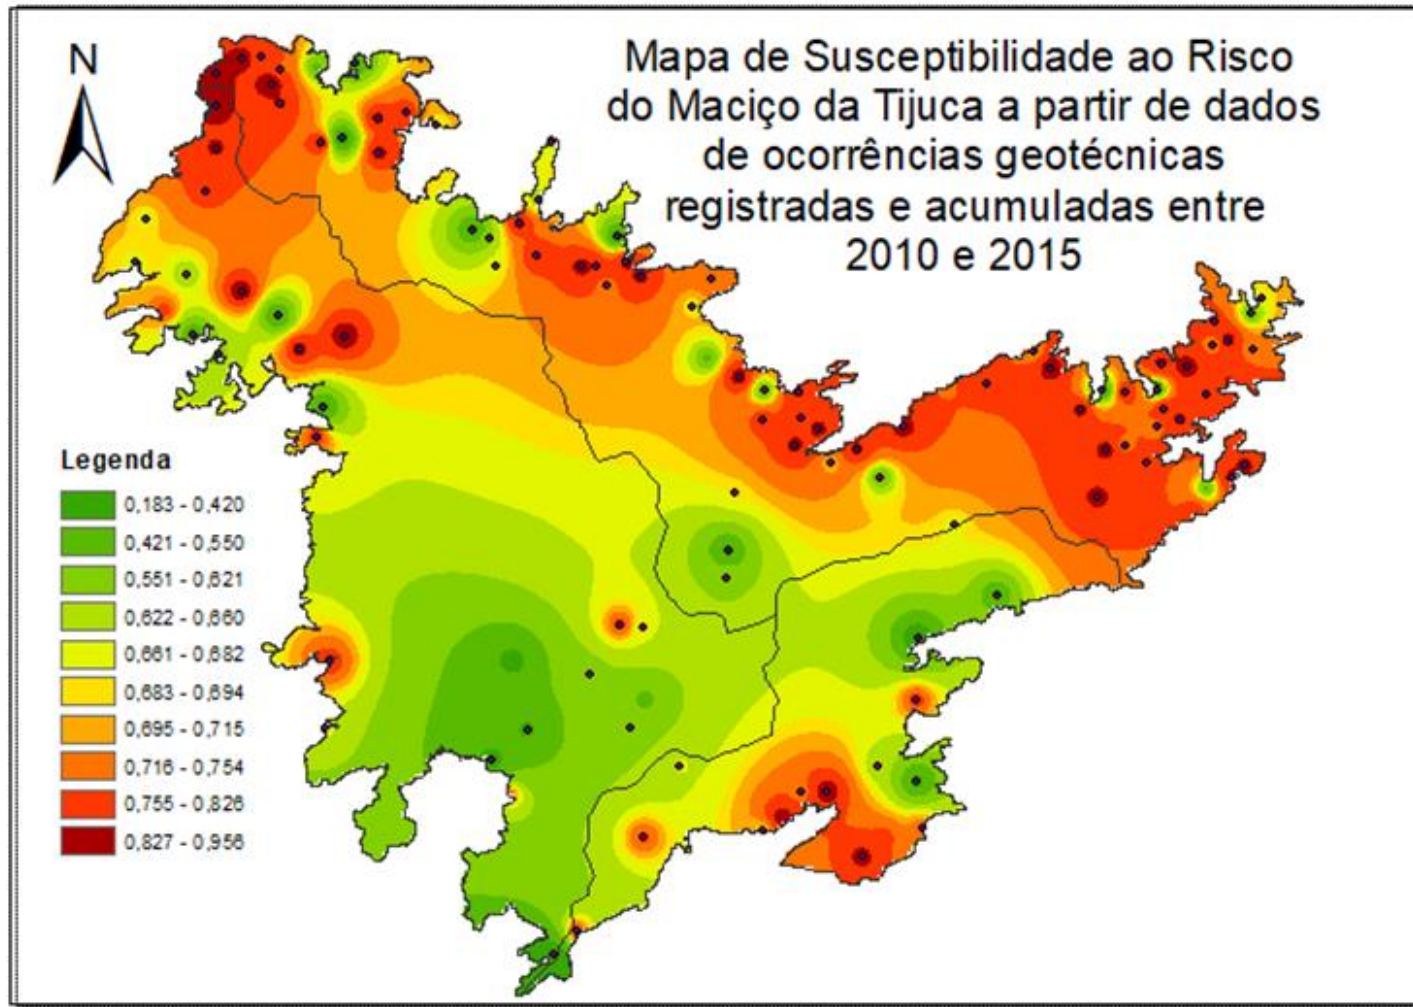 N
Mapa de Susceptibilidade ao Risco
do Maciço da Tijuca a partir de dados
de ocorrências geotécnicas
registradas e acumuladas entre
2010 e 2015
Legenda
0,183 - 0,420
0,421 - 0,550
0,551 - 0,621
0,622 - 0,660
0,661 - 0,682
0,683 - 0,694
0,695 - 0,715
0,716 - 0,754
0,755 - 0,826
0,827 - 0,956